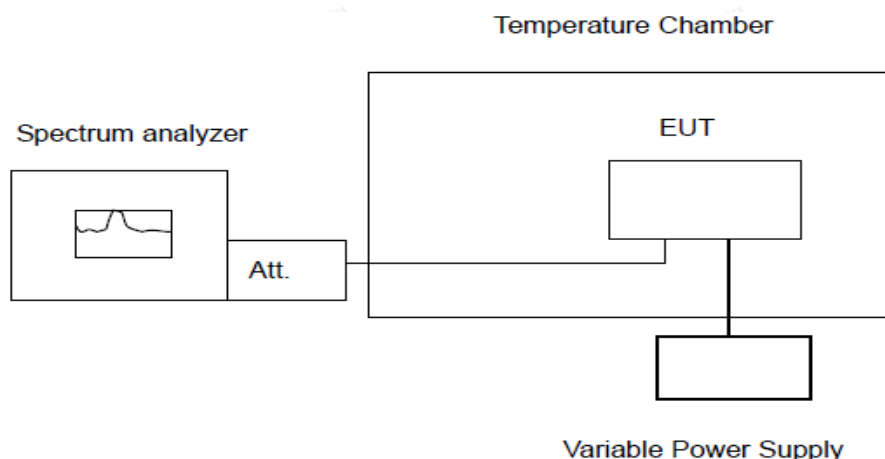 Temperature Chamber
Spectrum analyzer
EUT
Att.
Variable Power Supply